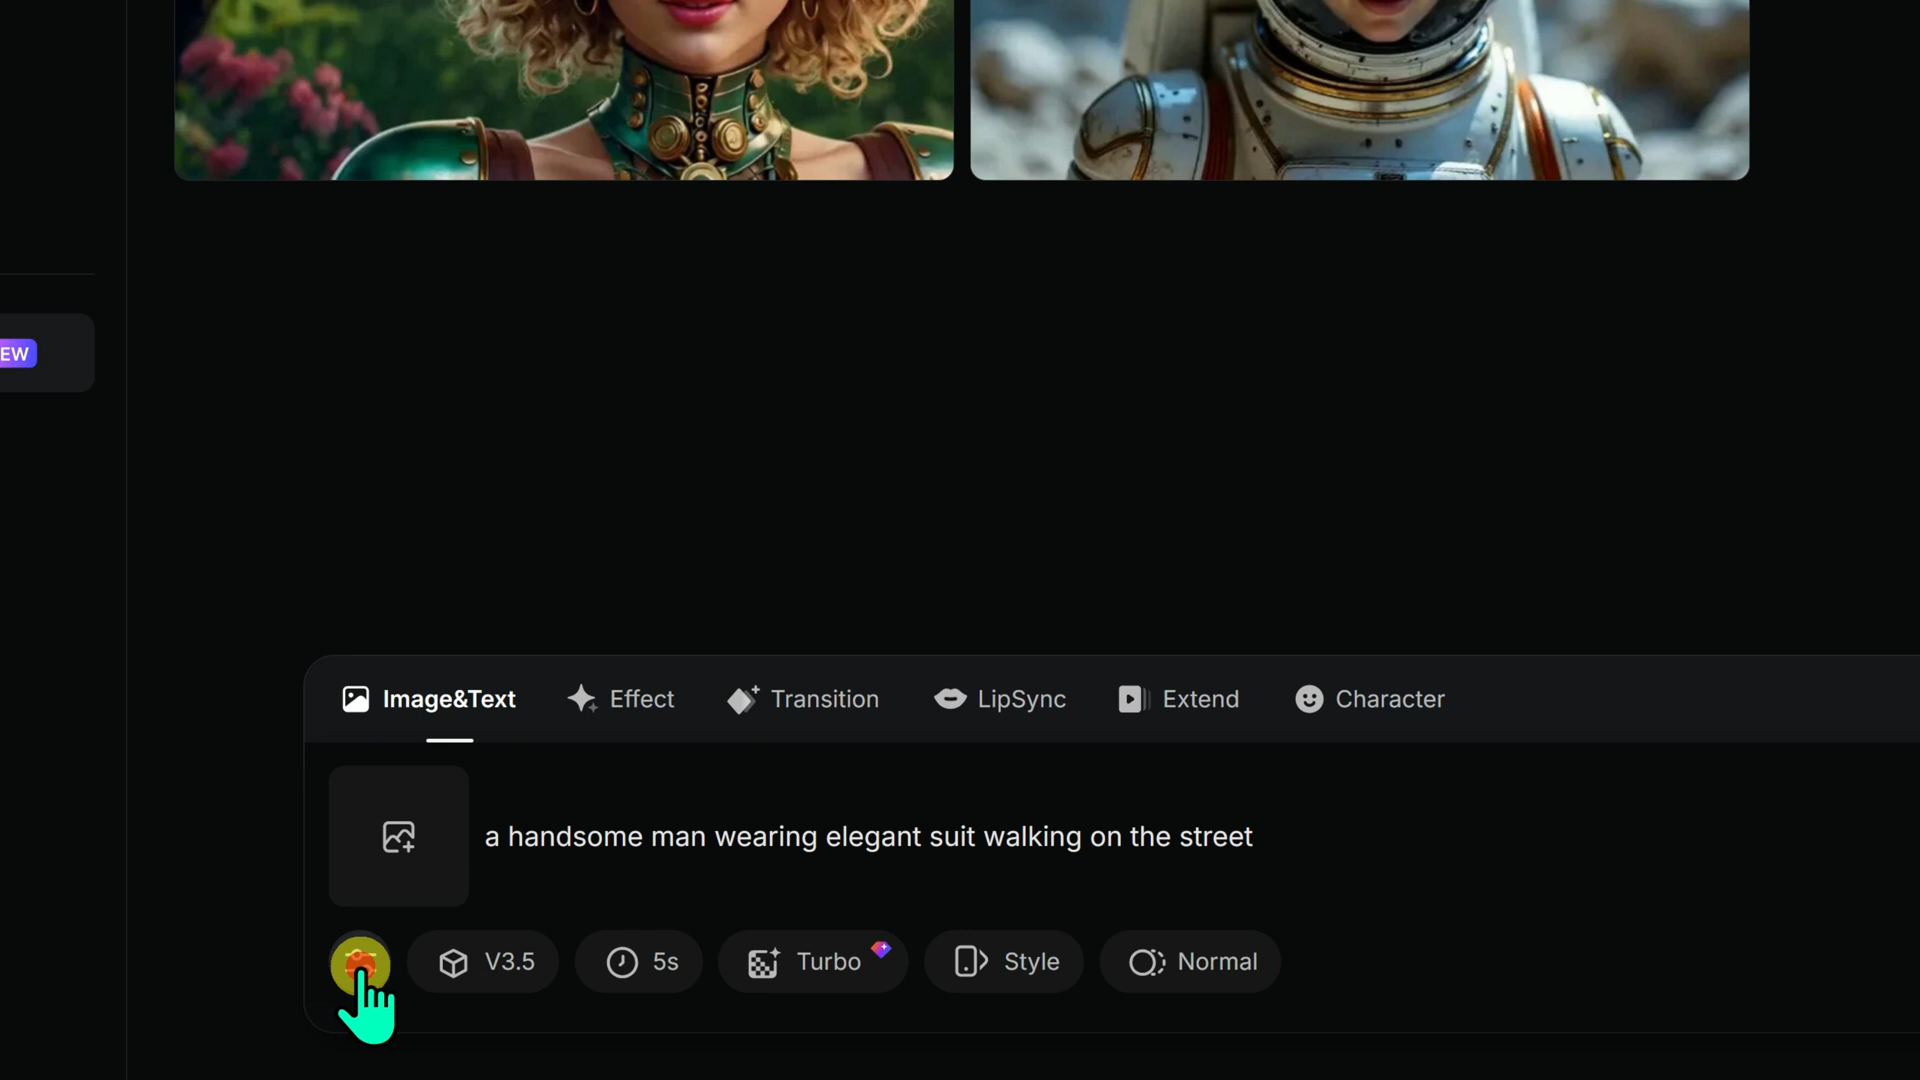 EW
Image&Text Effect Transition LipSync Extend Character
a handsome man wearing elegant suit walking on the street
V3.5 5s Turbo Style Normal